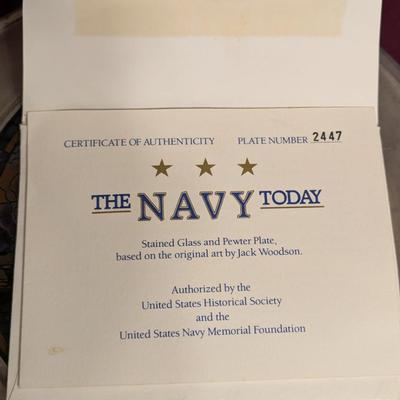 CERTIFICATE OF AUTHENTICITY PLATE NUMBER 2447
THE NAVY TODAY
Stained Glass and Pewter Plate,
based on the original art by Jack Woodson.
Authorized by the
United States Historical Society
and the
United States Navy Memorial Foundation